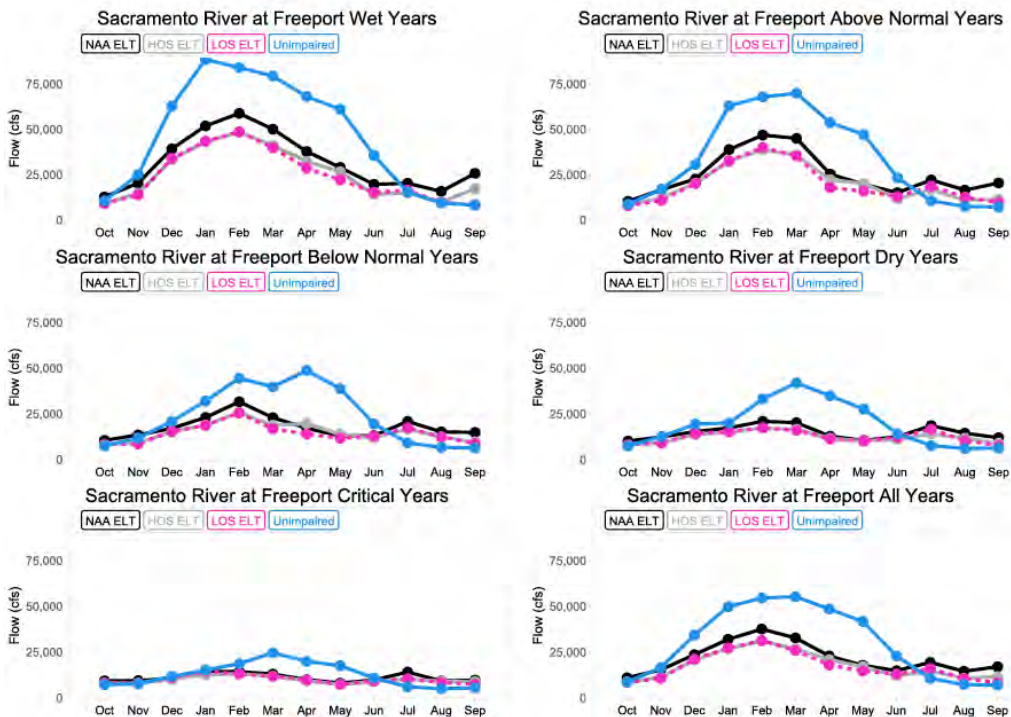 Sacramento River at Freeport Wet Years
NAA ELT HOS ELT LOS ELT Unimpaired
75,000
50,000
25,000
0
Flow (cfs)
Oct Nov Dec Jan Feb Mar Apr May Jun Jul Aug Sep
Sacramento River at Freeport Above Normal Years
NAA ELT HOS ELT LOS ELT Unimpaired
75,000
50,000
25,000
0
Flow (cfs)
Oct Nov Dec Jan Feb Mar Apr May Jun Jul Aug Sep
Sacramento River at Freeport Below Normal Years
NAA ELT HOS ELT LOS ELT Unimpaired
75,000
50,000
25,000
0
Flow (cfs)
Oct Nov Dec Jan Feb Mar Apr May Jun Jul Aug Sep
Sacramento River at Freeport Dry Years
NAA ELT HOS ELT LOS ELT Unimpaired
75,000
50,000
25,000
0
Flow (cfs)
Oct Nov Dec Jan Feb Mar Apr May Jun Jul Aug Sep
Sacramento River at Freeport Critical Years
NAA ELT HOS ELT LOS ELT Unimpaired
75,000
50,000
25,000
0
Flow (cfs)
Oct Nov Dec Jan Feb Mar Apr May Jun Jul Aug Sep
Sacramento River at Freeport All Years
NAA ELT HOS ELT LOS ELT Unimpaired
75,000
50,000
25,000
0
Flow (cfs)
Oct Nov Dec Jan Feb Mar Apr May Jun Jul Aug Sep